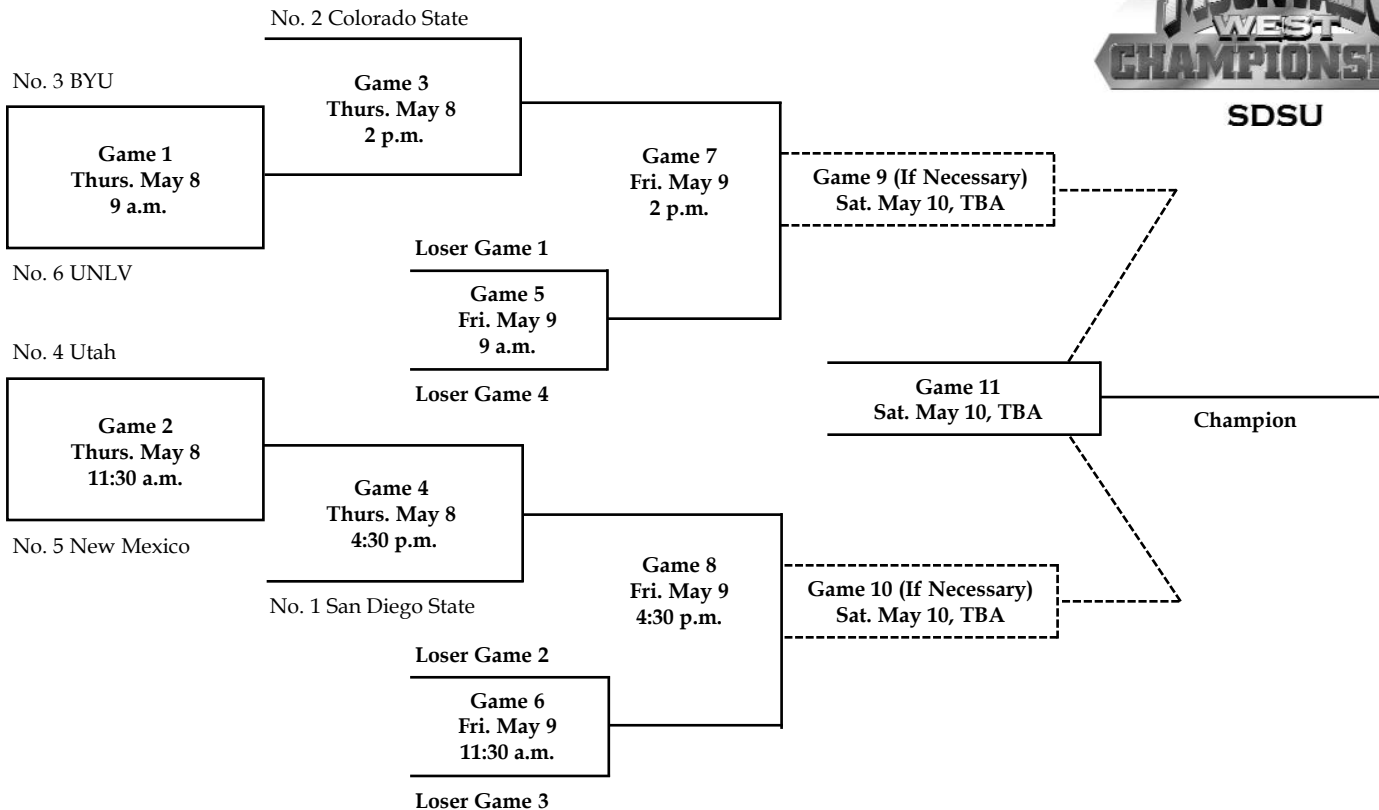 No. 2 Colorado State
WEST
SDSU
No. 3 BYU
Game 1
Thurs. May 8
9 a.m.
No. 6 UNLV
Game 3
Thurs. May 8
2 p.m.
Game 7
Fri. May 9
2 p.m.
Game 9 (If Necessary)
Sat. May 10, TBA
Loser Game 1
Game 5
Fri. May 9
9 a.m.
Loser Game 4
No. 4 Utah
Game 2
Thurs. May 8
11:30 a.m.
No. 5 New Mexico
Game 4
Thurs. May 8
4:30 p.m.
No. 1 San Diego State
Game 11
Sat. May 10, TBA
Champion
Game 8
Fri. May 9
4:30 p.m.
Game 10 (If Necessary)
Sat. May 10, TBA
Loser Game 2
Game 6
Fri. May 9
11:30 a.m.
Loser Game 3